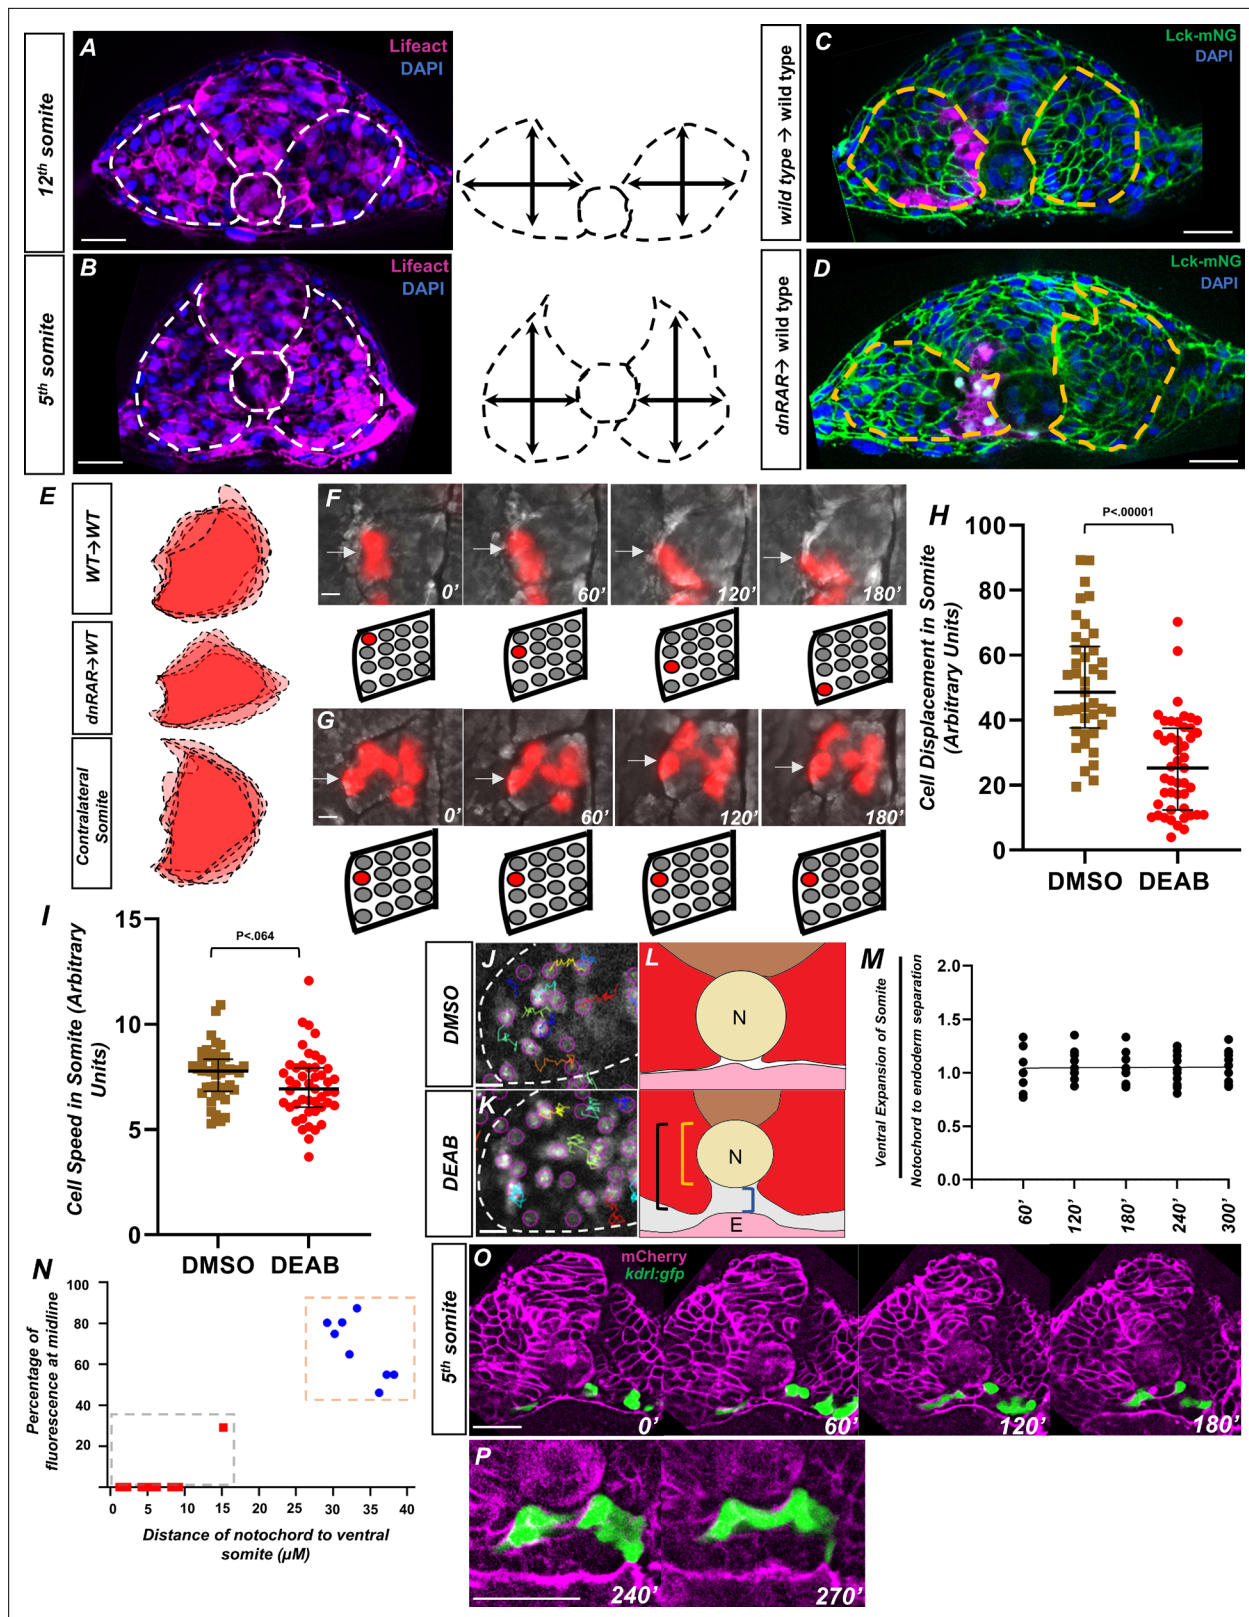 A
Lifeact
DAPI
12th somite
B
Lifeact
DAPI
5th somite
C
Lck-mNG
DAPI
wild type → wild type
D
Lck-mNG
DAPI
dnRAR→ wild type
E
WT→WT
dnRAR→WT
Contralateral
Somite
F
0’
60’
120’
180’
G
0’
60’
120’
180’
H
P<.00001
Cell Displacement in Somite
(Arbitrary Units)
100
80
60
40
20
0
DMSO
DEAB
I
P<.064
Cell Speed in Somite (Arbitrary
Units)
15
10
5
0
DMSO
DEAB
J
DMSO
K
DEAB
L
N
N
E
M
Ventral Expansion of Somite
Notochord to endoderm separation
2.0
1.5
1.0
0.5
0.0
60'
120'
180'
240'
300'
N
Percentage of
fluorescence at midline
100
80
60
40
20
0
5
10
15
20
25
30
35
40
Distance of notochord to ventral
somite (µM)
5th somite
O
mCherry
kdrl:gfp
0’
60’
120’
180’
P
240’
270’